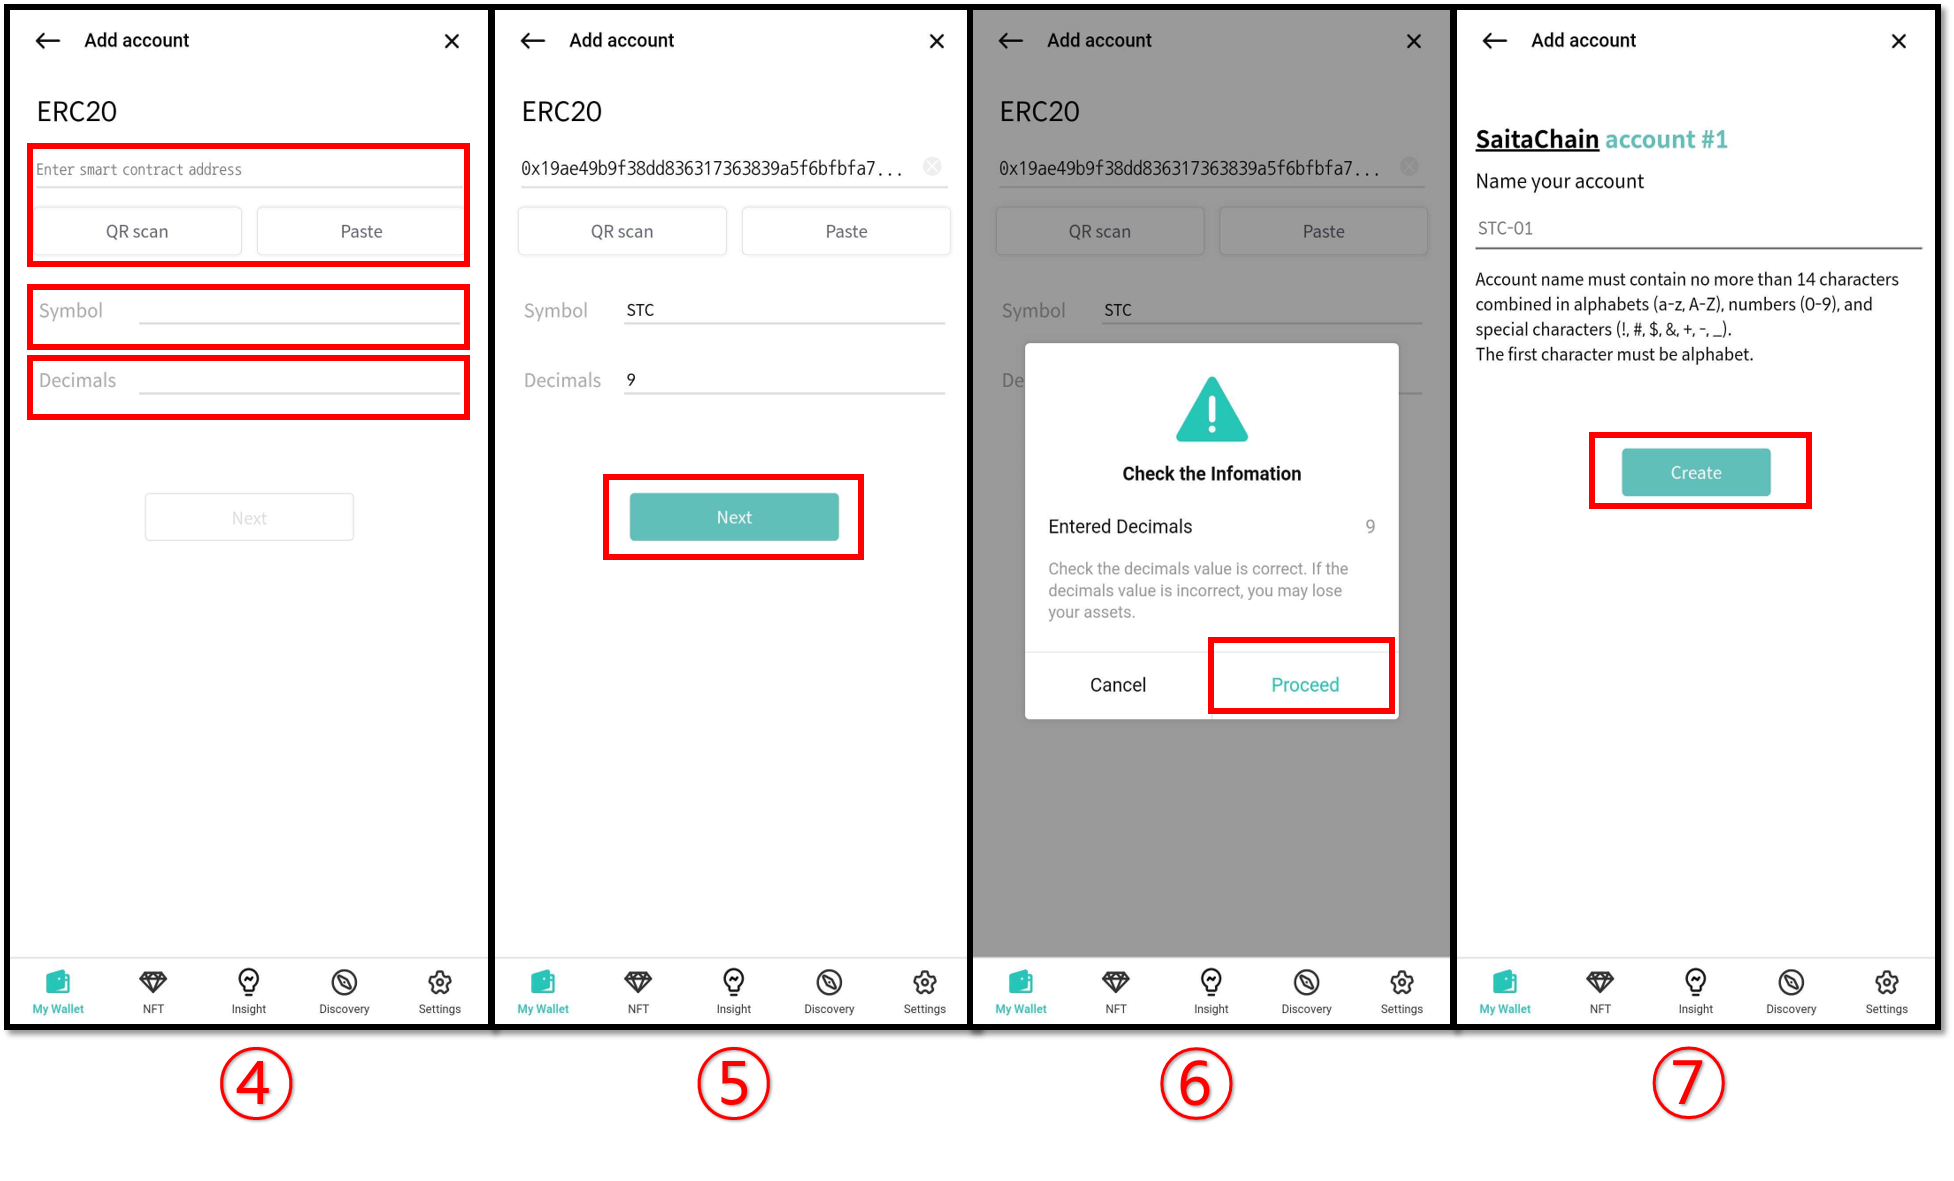 Add account
ERC20
Enter smart contract address
QR scan
Paste
Symbol
Decimals
Next
My Wallet
NFT
Insight
Discovery
Settings
④
Add account
ERC20
0x19ae49b9f38dd836317363839a5f6bfbfa7...
QR scan
Paste
Symbol STC
Decimals 9
Next
My Wallet
NFT
Insight
Discovery
Settings
⑤
Add account
ERC20
0x19ae49b9f38dd836317363839a5f6bfbfa7...
QR scan
Paste
Symbol STC
De
Check the Infomation
Entered Decimals 9
Check the decimals value is correct. If the
decimals value is incorrect, you may lose
your assets.
Cancel
Proceed
My Wallet
NFT
Insight
Discovery
Settings
⑥
Add account
SaitaChain account #1
Name your account
STC-01
Account name must contain no more than 14 characters
combined in alphabets (a-z, A-Z), numbers (0-9), and
special characters (!, #, $, &, +, -, _).
The first character must be alphabet.
Create
My Wallet
NFT
Insight
Discovery
Settings
⑦